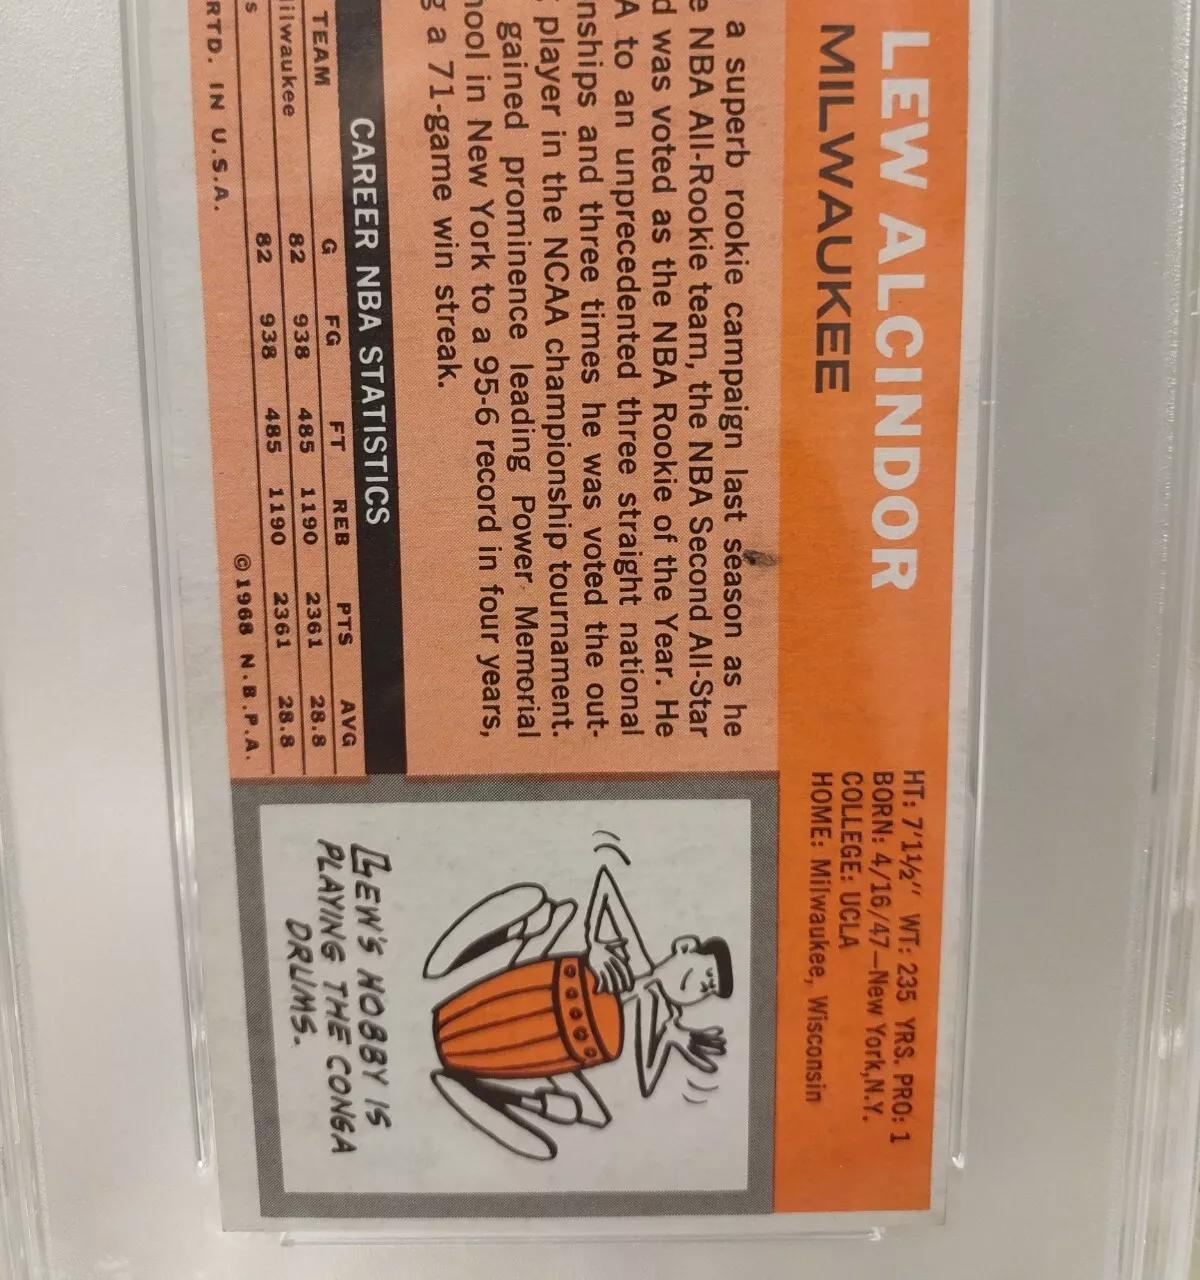 LEW ALCINDOR
MILWAUKEE
HT: 7'1½" WT: 235 YRS. PRO: 1
BORN: 4/16/47—New York,N.Y.
COLLEGE: UCLA
HOME: Milwaukee, Wisconsin
a superb rookie campaign last season as he
e NBA All-Rookie team, the NBA Second All-Star
d was voted as the NBA Rookie of the Year. He
A to an unprecedented three straight national
nships and three times he was voted the out-
player in the NCAA championship tournament.
gained prominence leading Power Memorial
hool in New York to a 95-6 record in four years,
g a 71-game win streak.
CAREER NBA STATISTICS
TEAM G FG FT REB PTS AVG
ilwaukee 82 938 485 1190 2361 28.8
S 82 938 485 1190 2361 28.8
RTD. IN U.S.A. ©1968 N.B.P.A.
LEW'S HOBBY IS
PLAYING THE CONGA
DRUMS.